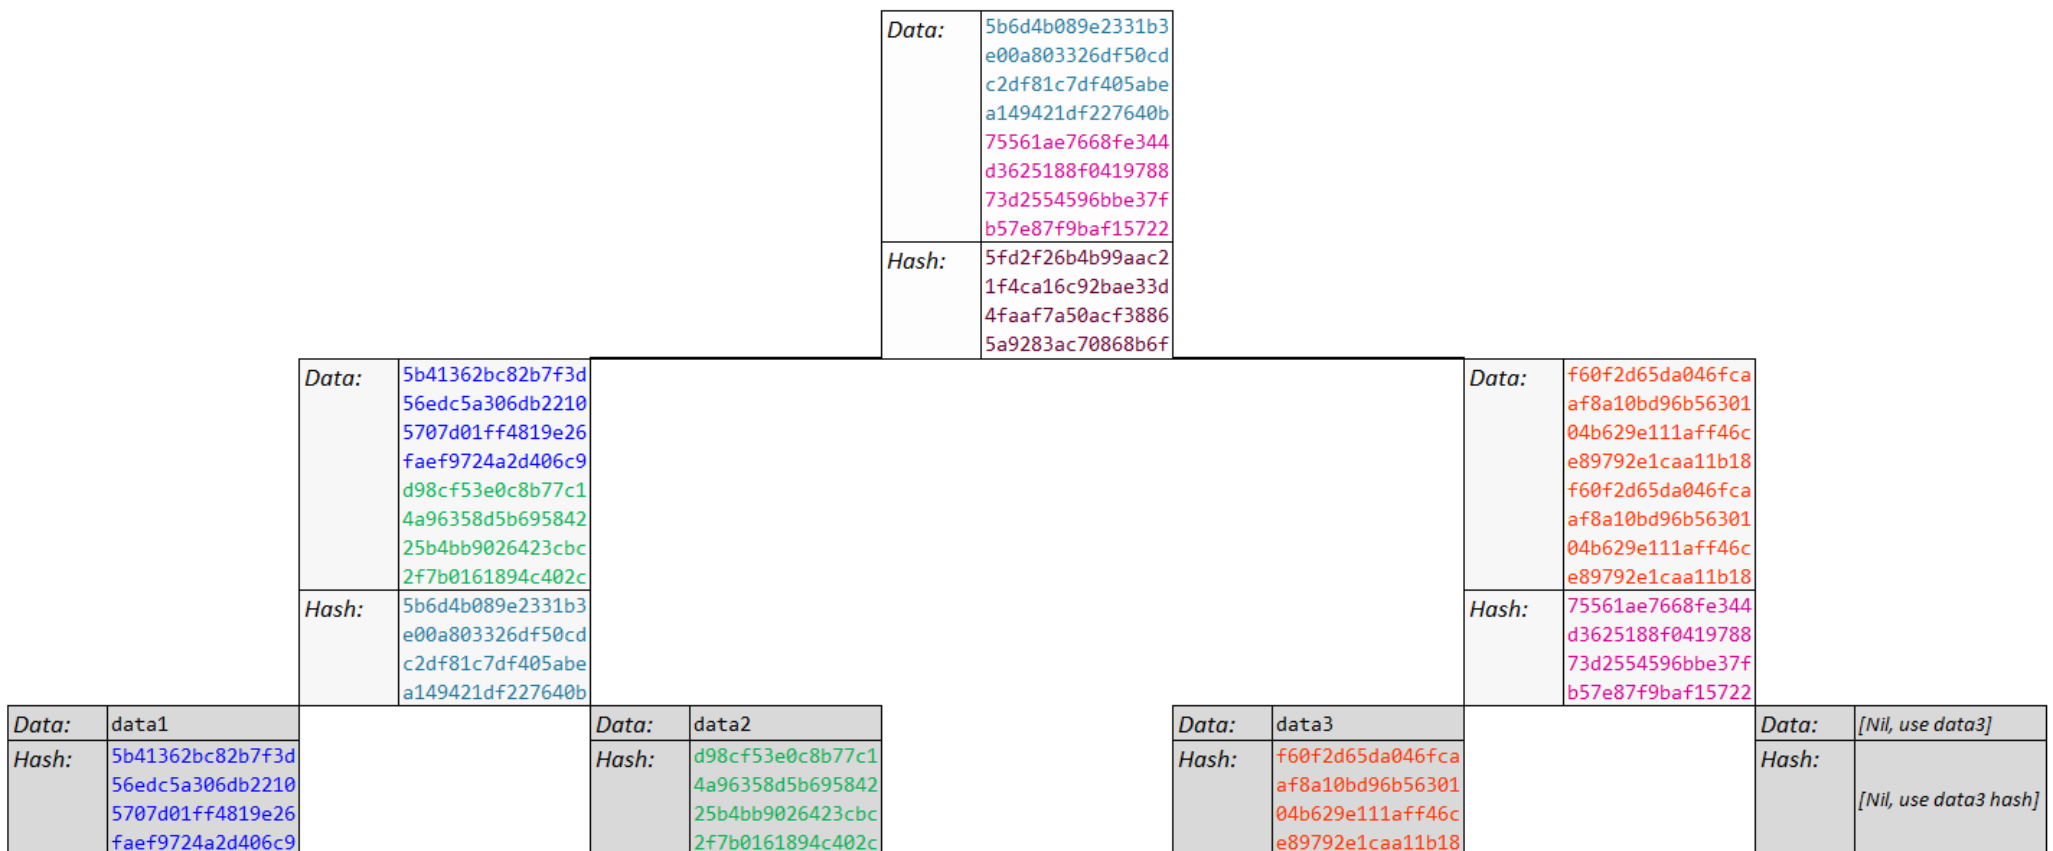 Data:
5b6d4b089e2331b3
e00a803326df50cd
c2df81c7df405abe
a149421df227640b
75561ae7668fe344
d3625188f0419788
73d2554596bbe37f
b57e87f9baf15722
Hash:
5fd2f26b4b99aac2
1f4ca16c92bae33d
4faaf7a50acf3886
5a9283ac70868b6f
Data:
5b41362bc82b7f3d
56edc5a306db2210
5707d01ff4819e26
faef9724a2d406c9
d98cf53e0c8b77c1
4a96358d5b695842
25b4bb9026423cbc
2f7b0161894c402c
Hash:
5b6d4b089e2331b3
e00a803326df50cd
c2df81c7df405abe
a149421df227640b
Data:
f60f2d65da046fca
af8a10bd96b56301
04b629e111aff46c
e89792e1caa11b18
f60f2d65da046fca
af8a10bd96b56301
04b629e111aff46c
e89792e1caa11b18
Hash:
75561ae7668fe344
d3625188f0419788
73d2554596bbe37f
b57e87f9baf15722
Data:
data1
Hash:
5b41362bc82b7f3d
56edc5a306db2210
5707d01ff4819e26
faef9724a2d406c9
Data:
data2
Hash:
d98cf53e0c8b77c1
4a96358d5b695842
25b4bb9026423cbc
2f7b0161894c402c
Data:
data3
Hash:
f60f2d65da046fca
af8a10bd96b56301
04b629e111aff46c
e89792e1caa11b18
Data:
[Nil, use data3]
Hash:
[Nil, use data3 hash]